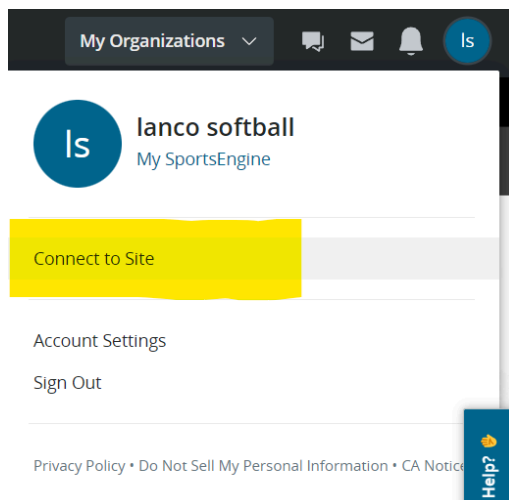 My Organizations
ls
ls
lanco softball
My SportsEngine
Connect to Site
Account Settings
Sign Out
Privacy Policy • Do Not Sell My Personal Information • CA Notice
Help?